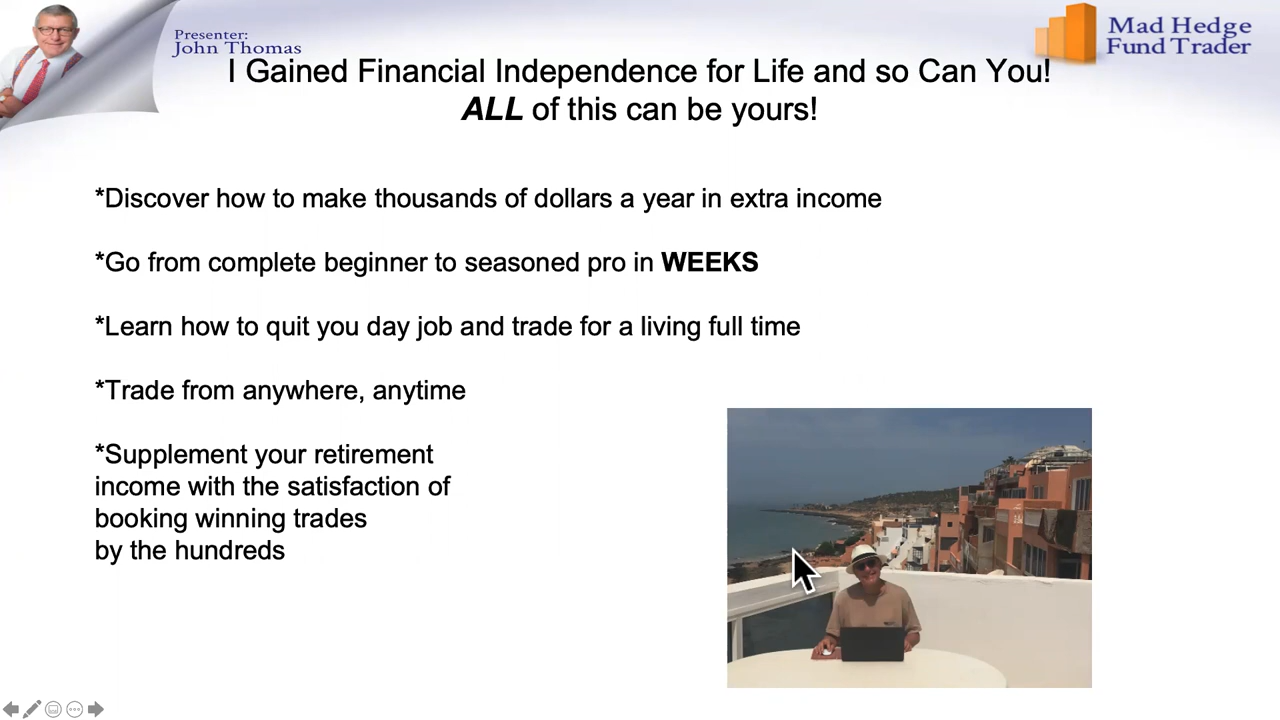 Presenter:
John Thomas
Mad Hedge
Fund Trader
I Gained Financial Independence for Life and so Can You!
ALL of this can be yours!
*Discover how to make thousands of dollars a year in extra income
*Go from complete beginner to seasoned pro in WEEKS
*Learn how to quit you day job and trade for a living full time
*Trade from anywhere, anytime
*Supplement your retirement
income with the satisfaction of
booking winning trades
by the hundreds